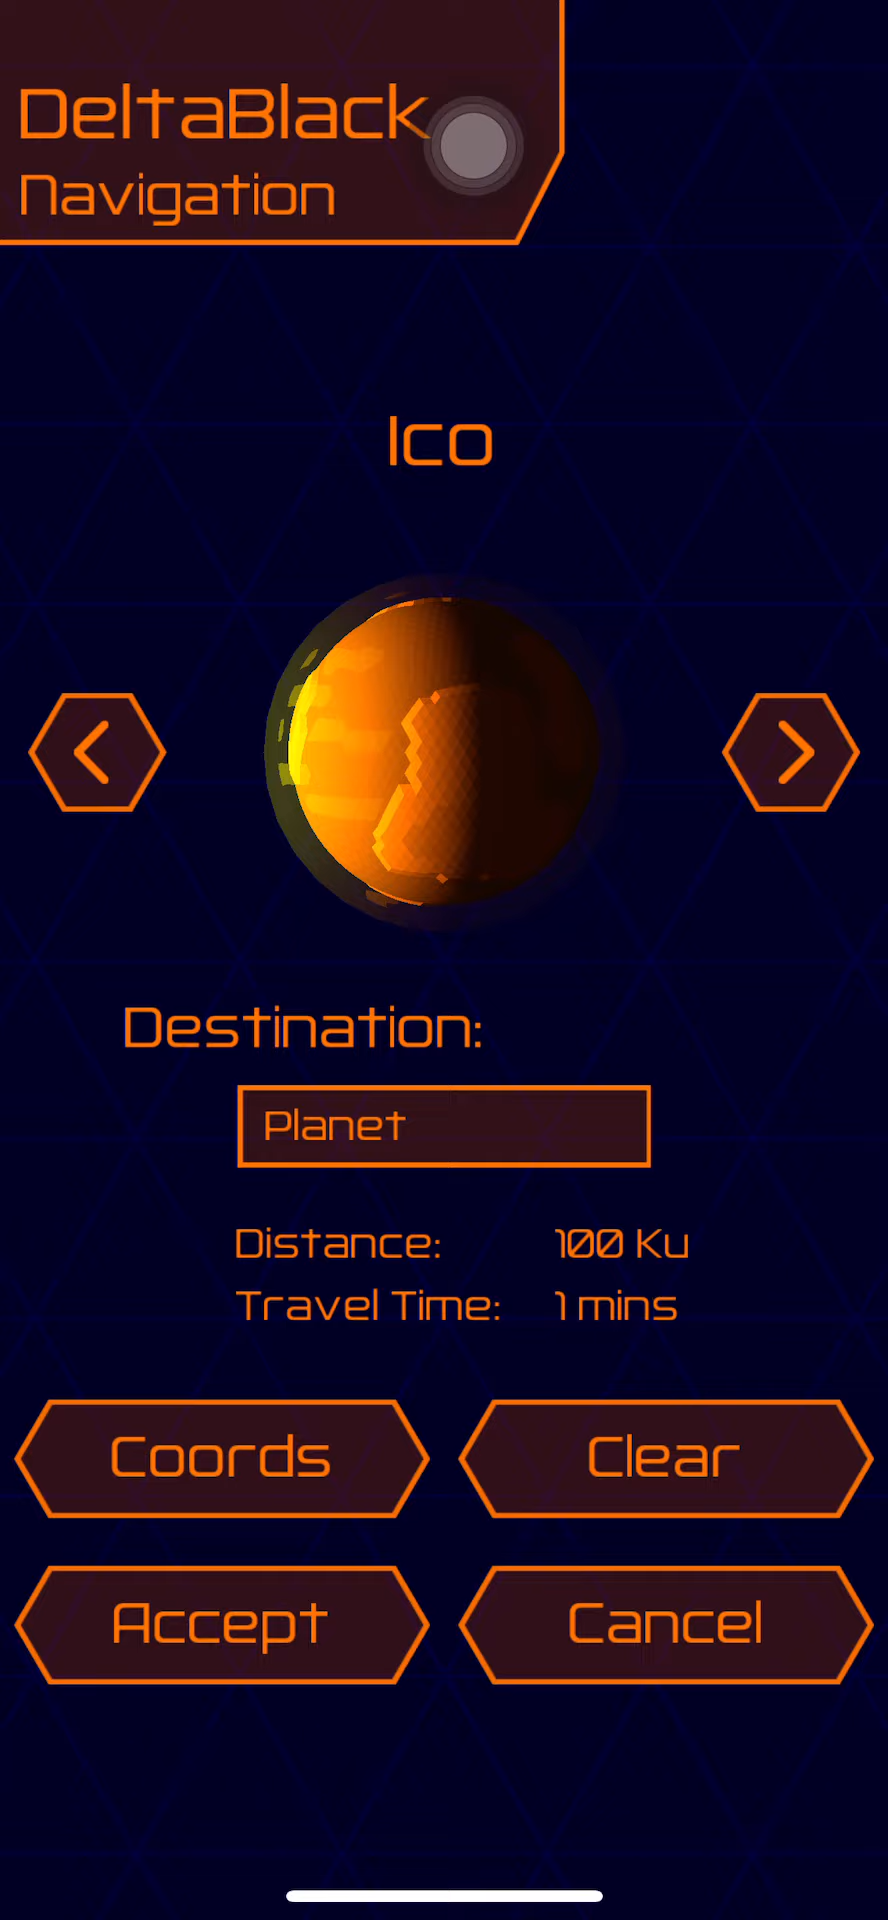 DeltaBlack
Navigation
Ico
Destination:
Planet
Distance: 100 Ku
Travel Time: 1 mins
Coords Clear
Accept Cancel